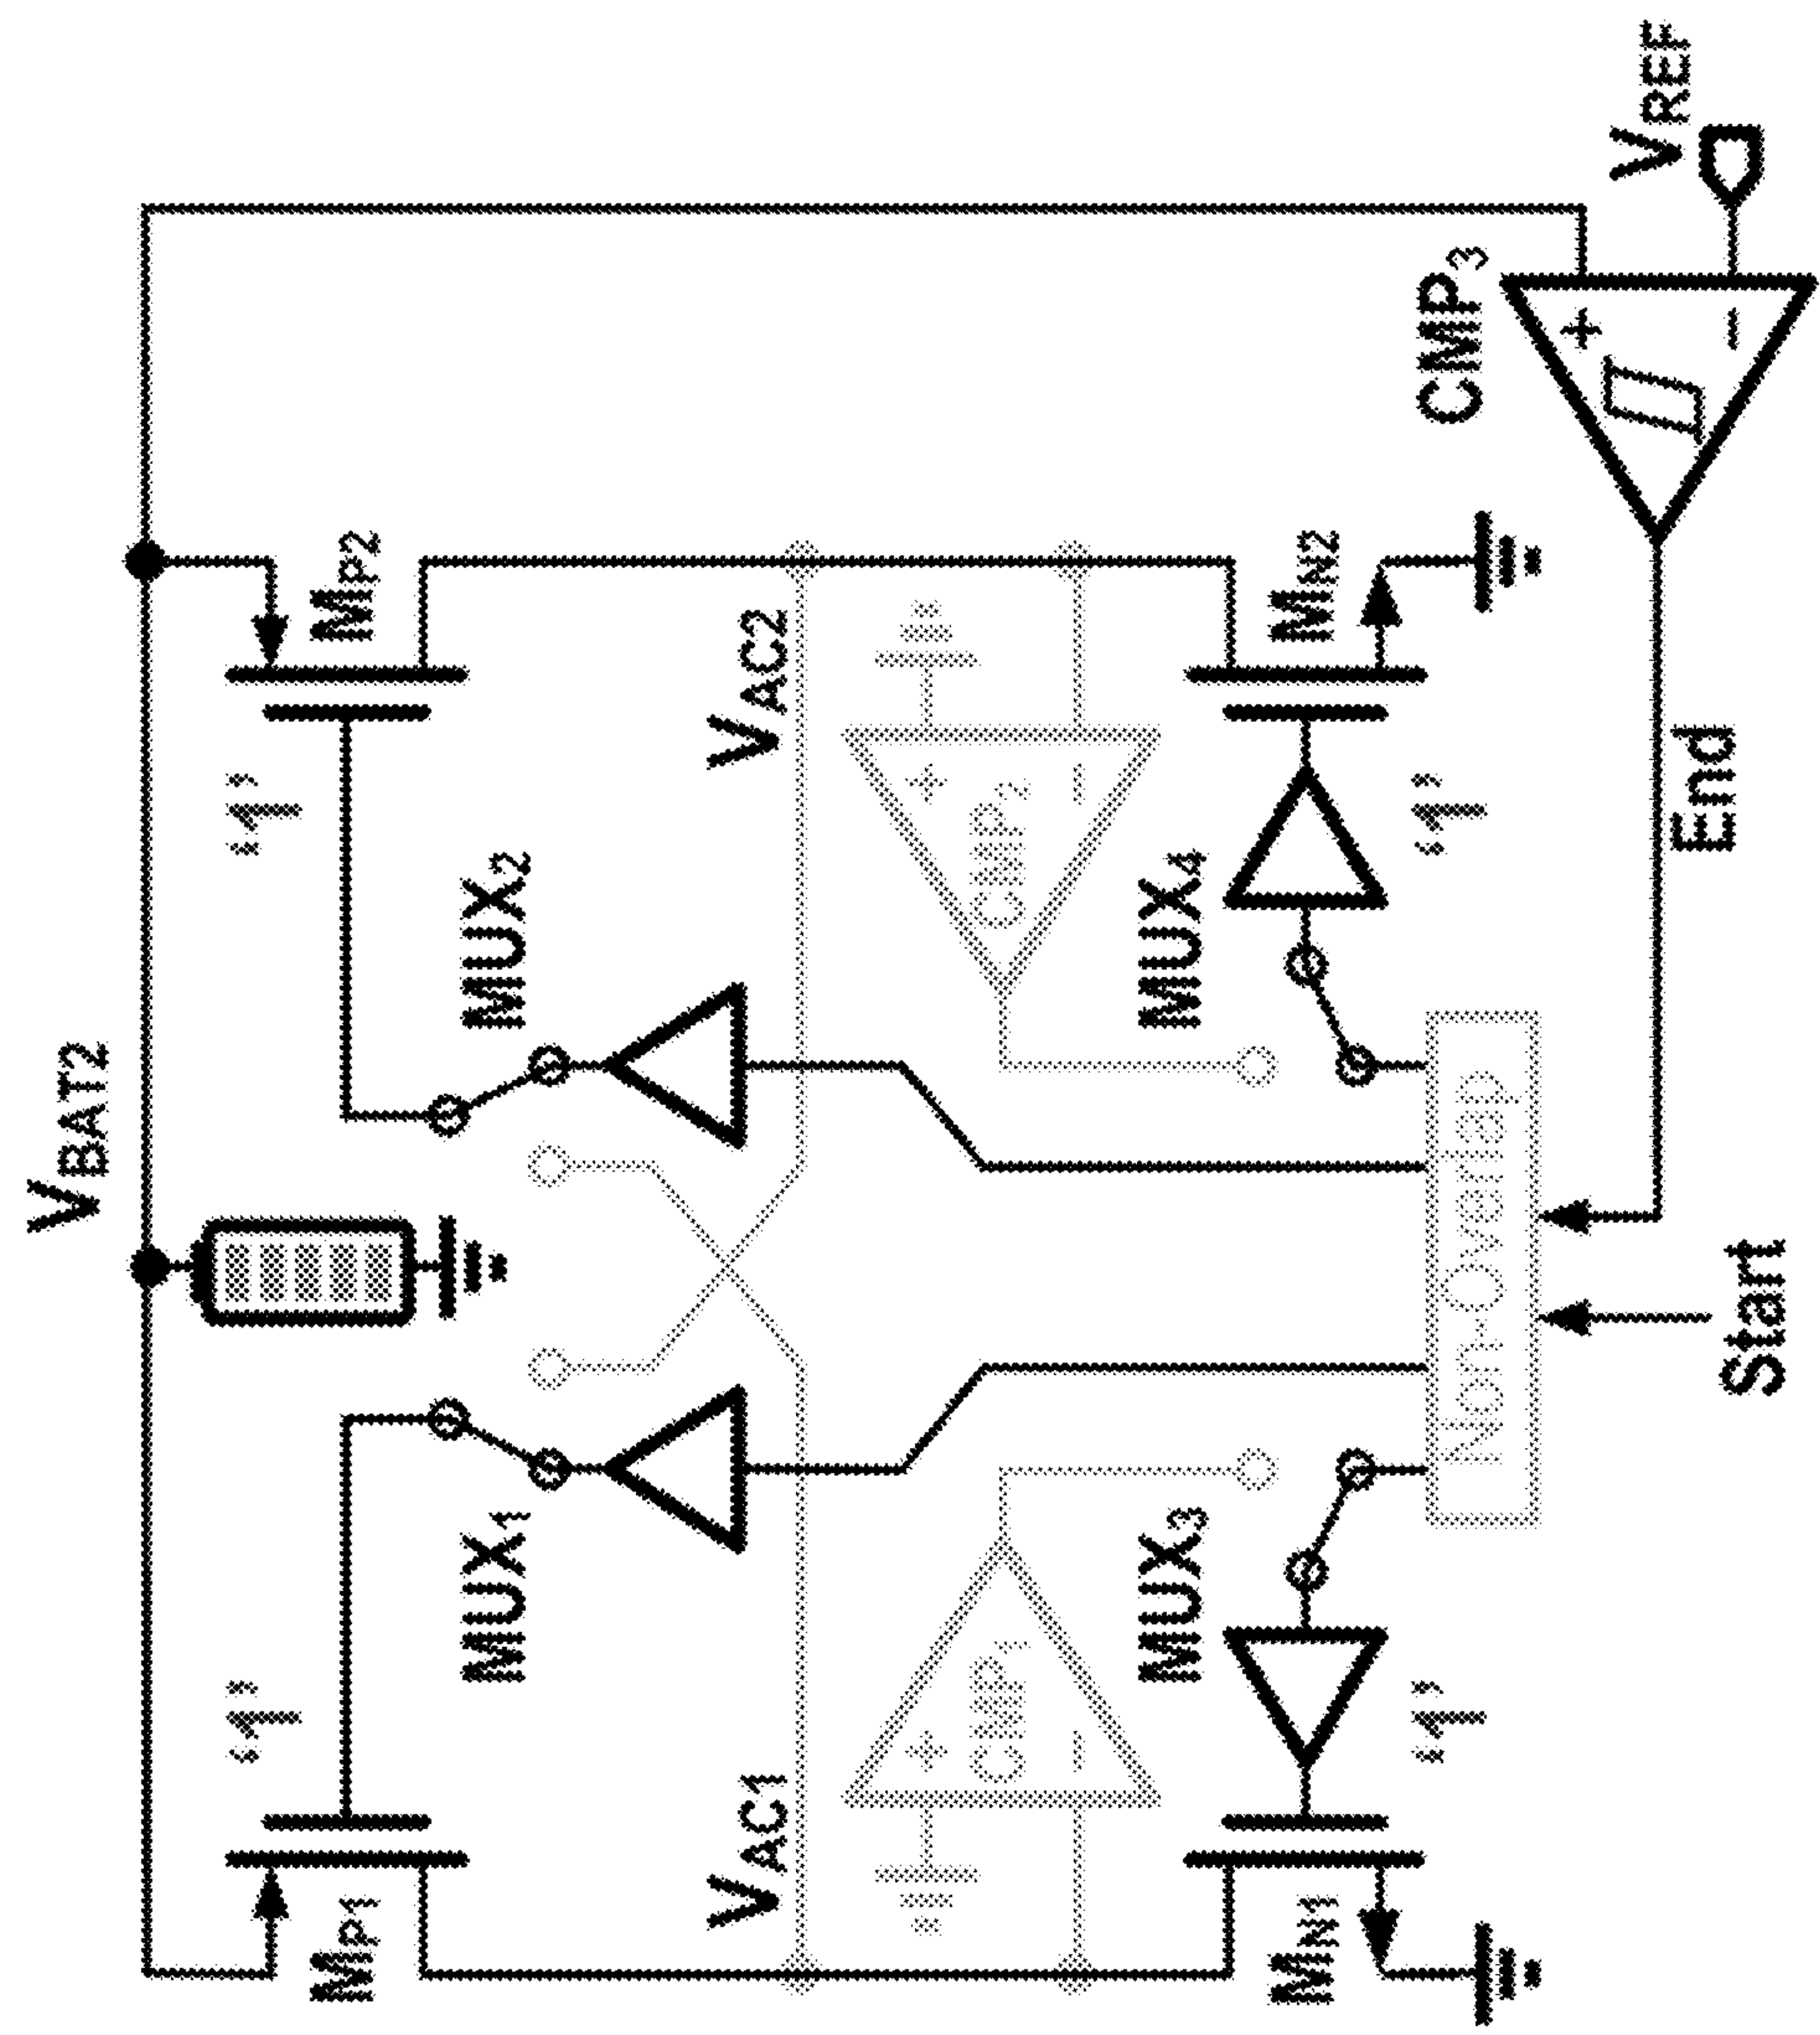 VBAT2
“1” “1”
MP1 MP2
MUX1 MUX2
VAC1 VAC2
+ +
CMP1 CMP2
− −
MUX3 MUX4
MN1 MN2
“1” “1” CMP3
Non-Overlap
+
VREF
End
−
Start